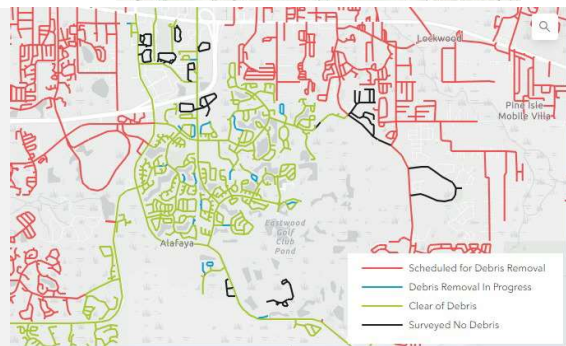 Lockwood
Pine Isle
Mobile Villa
Eastwood
Golf
Club
Pond
Alafaya
Scheduled for Debris Removal
Debris Removal In Progress
Clear of Debris
Surveyed No Debris